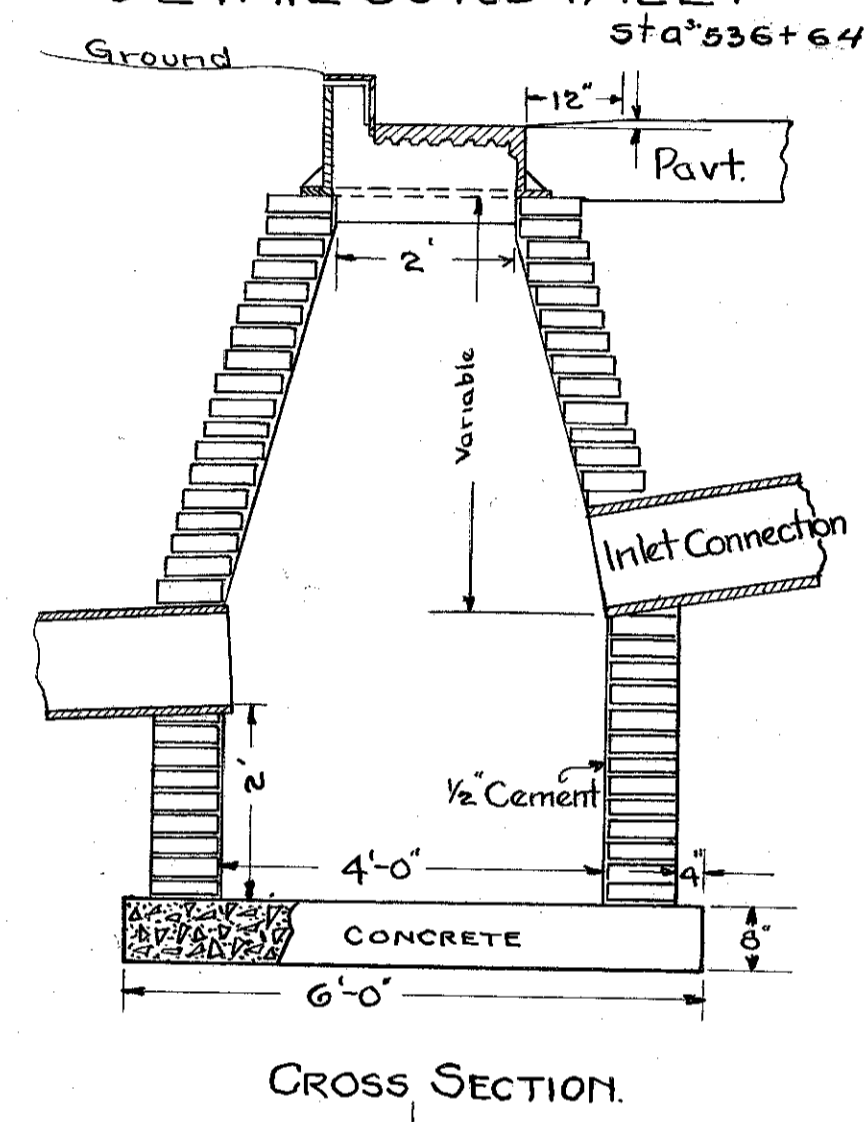 Sta³· 536+64
Ground
12"
Pavt.
2'
Variable
Inlet Connection
2'
½" Cement
4'-0"
4"
CONCRETE
8"
6'-0"
CROSS SECTION.